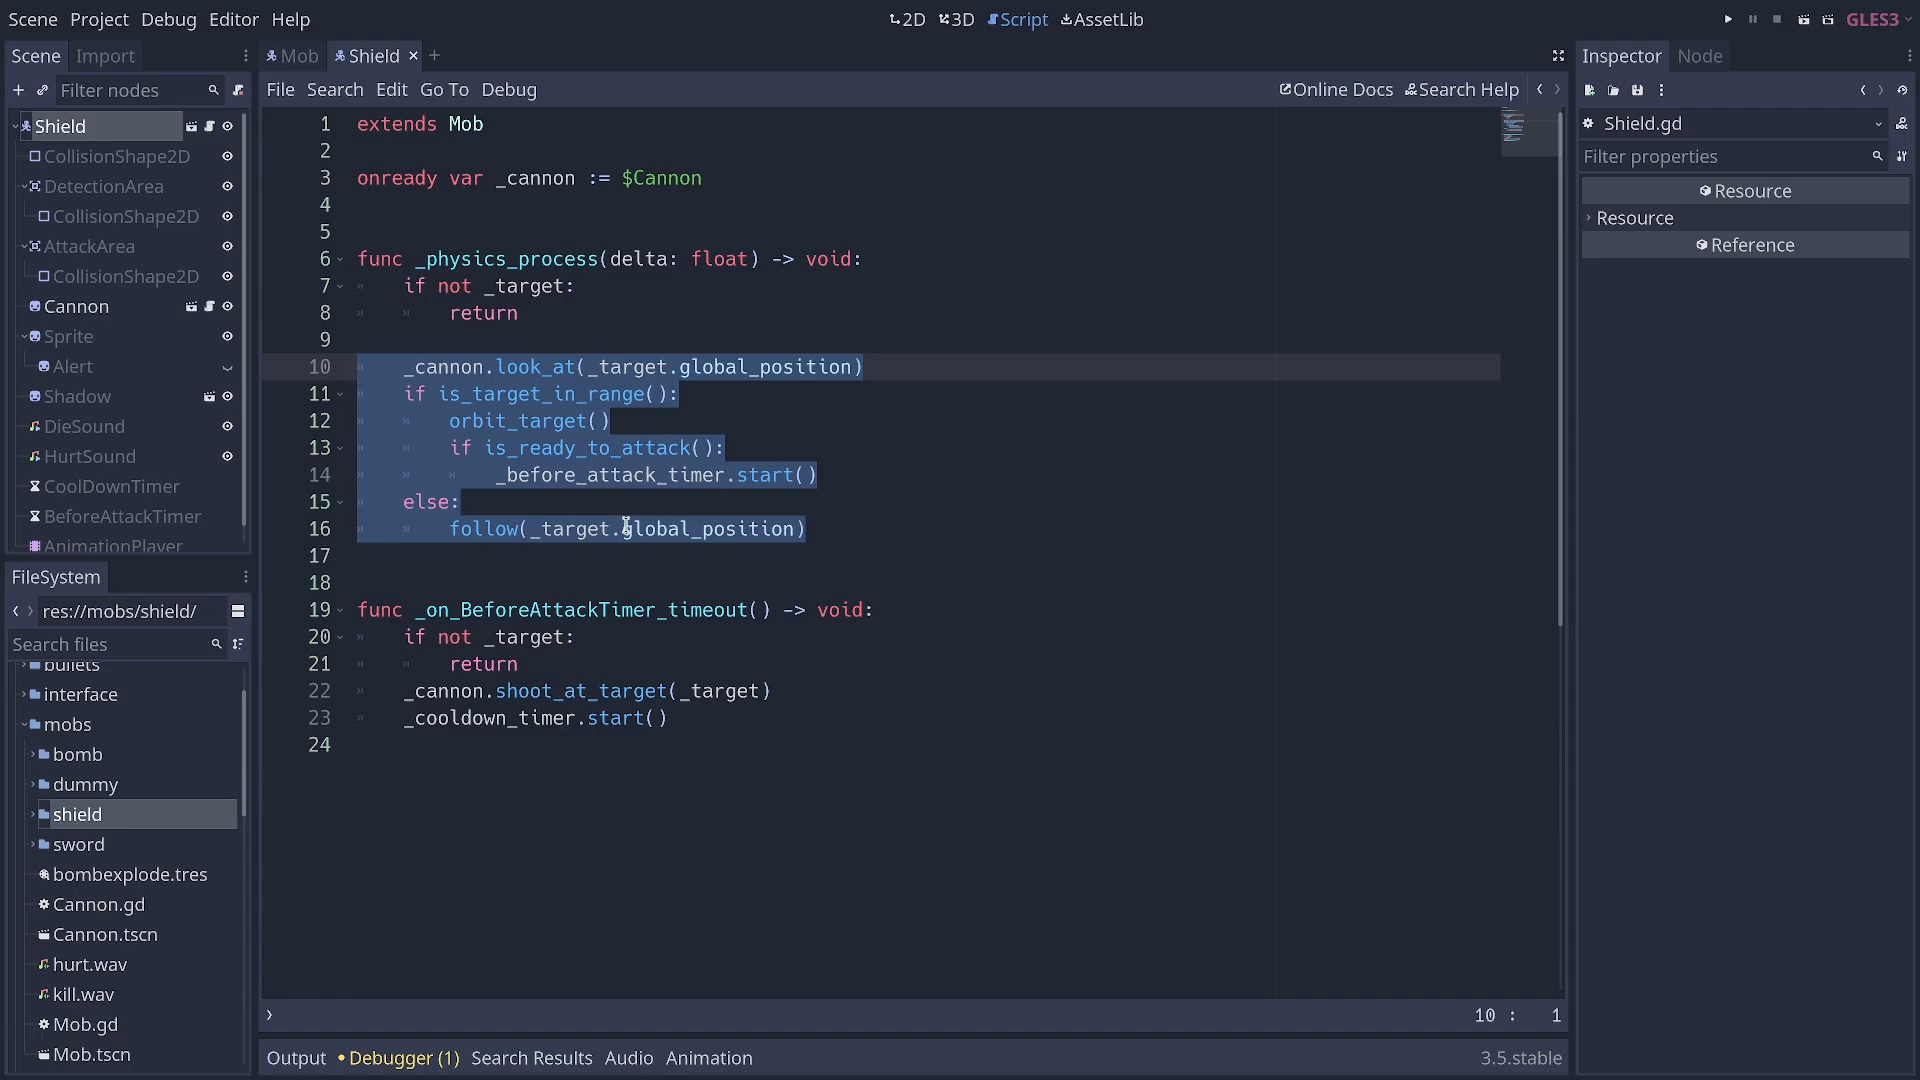 Scene Project Debug Editor Help
2D 3D Script AssetLib
GLES3
Scene Import
Filter nodes
Shield
CollisionShape2D
DetectionArea
CollisionShape2D
AttackArea
CollisionShape2D
Cannon
Sprite
Alert
Shadow
DieSound
HurtSound
CoolDownTimer
BeforeAttackTimer
AnimationPlayer
FileSystem
res://mobs/shield/
Search files
bullets
interface
mobs
bomb
dummy
shield
sword
bombexplode.tres
Cannon.gd
Cannon.tscn
hurt.wav
kill.wav
Mob.gd
Mob.tscn
Mob Shield
File Search Edit Go To Debug
Online Docs Search Help
1 extends Mob
2
3 onready var _cannon := $Cannon
4
5
6 func _physics_process(delta: float) -> void:
7 if not _target:
8 return
9
10 _cannon.look_at(_target.global_position)
11 if is_target_in_range():
12 orbit_target()
13 if is_ready_to_attack():
14 _before_attack_timer.start()
15 else:
16 follow(_target.global_position)
17
18
19 func _on_BeforeAttackTimer_timeout() -> void:
20 if not _target:
21 return
22 _cannon.shoot_at_target(_target)
23 _cooldown_timer.start()
24
10 : 1
Output Debugger (1) Search Results Audio Animation
3.5.stable
Inspector Node
Shield.gd
Filter properties
Resource
Resource
Reference